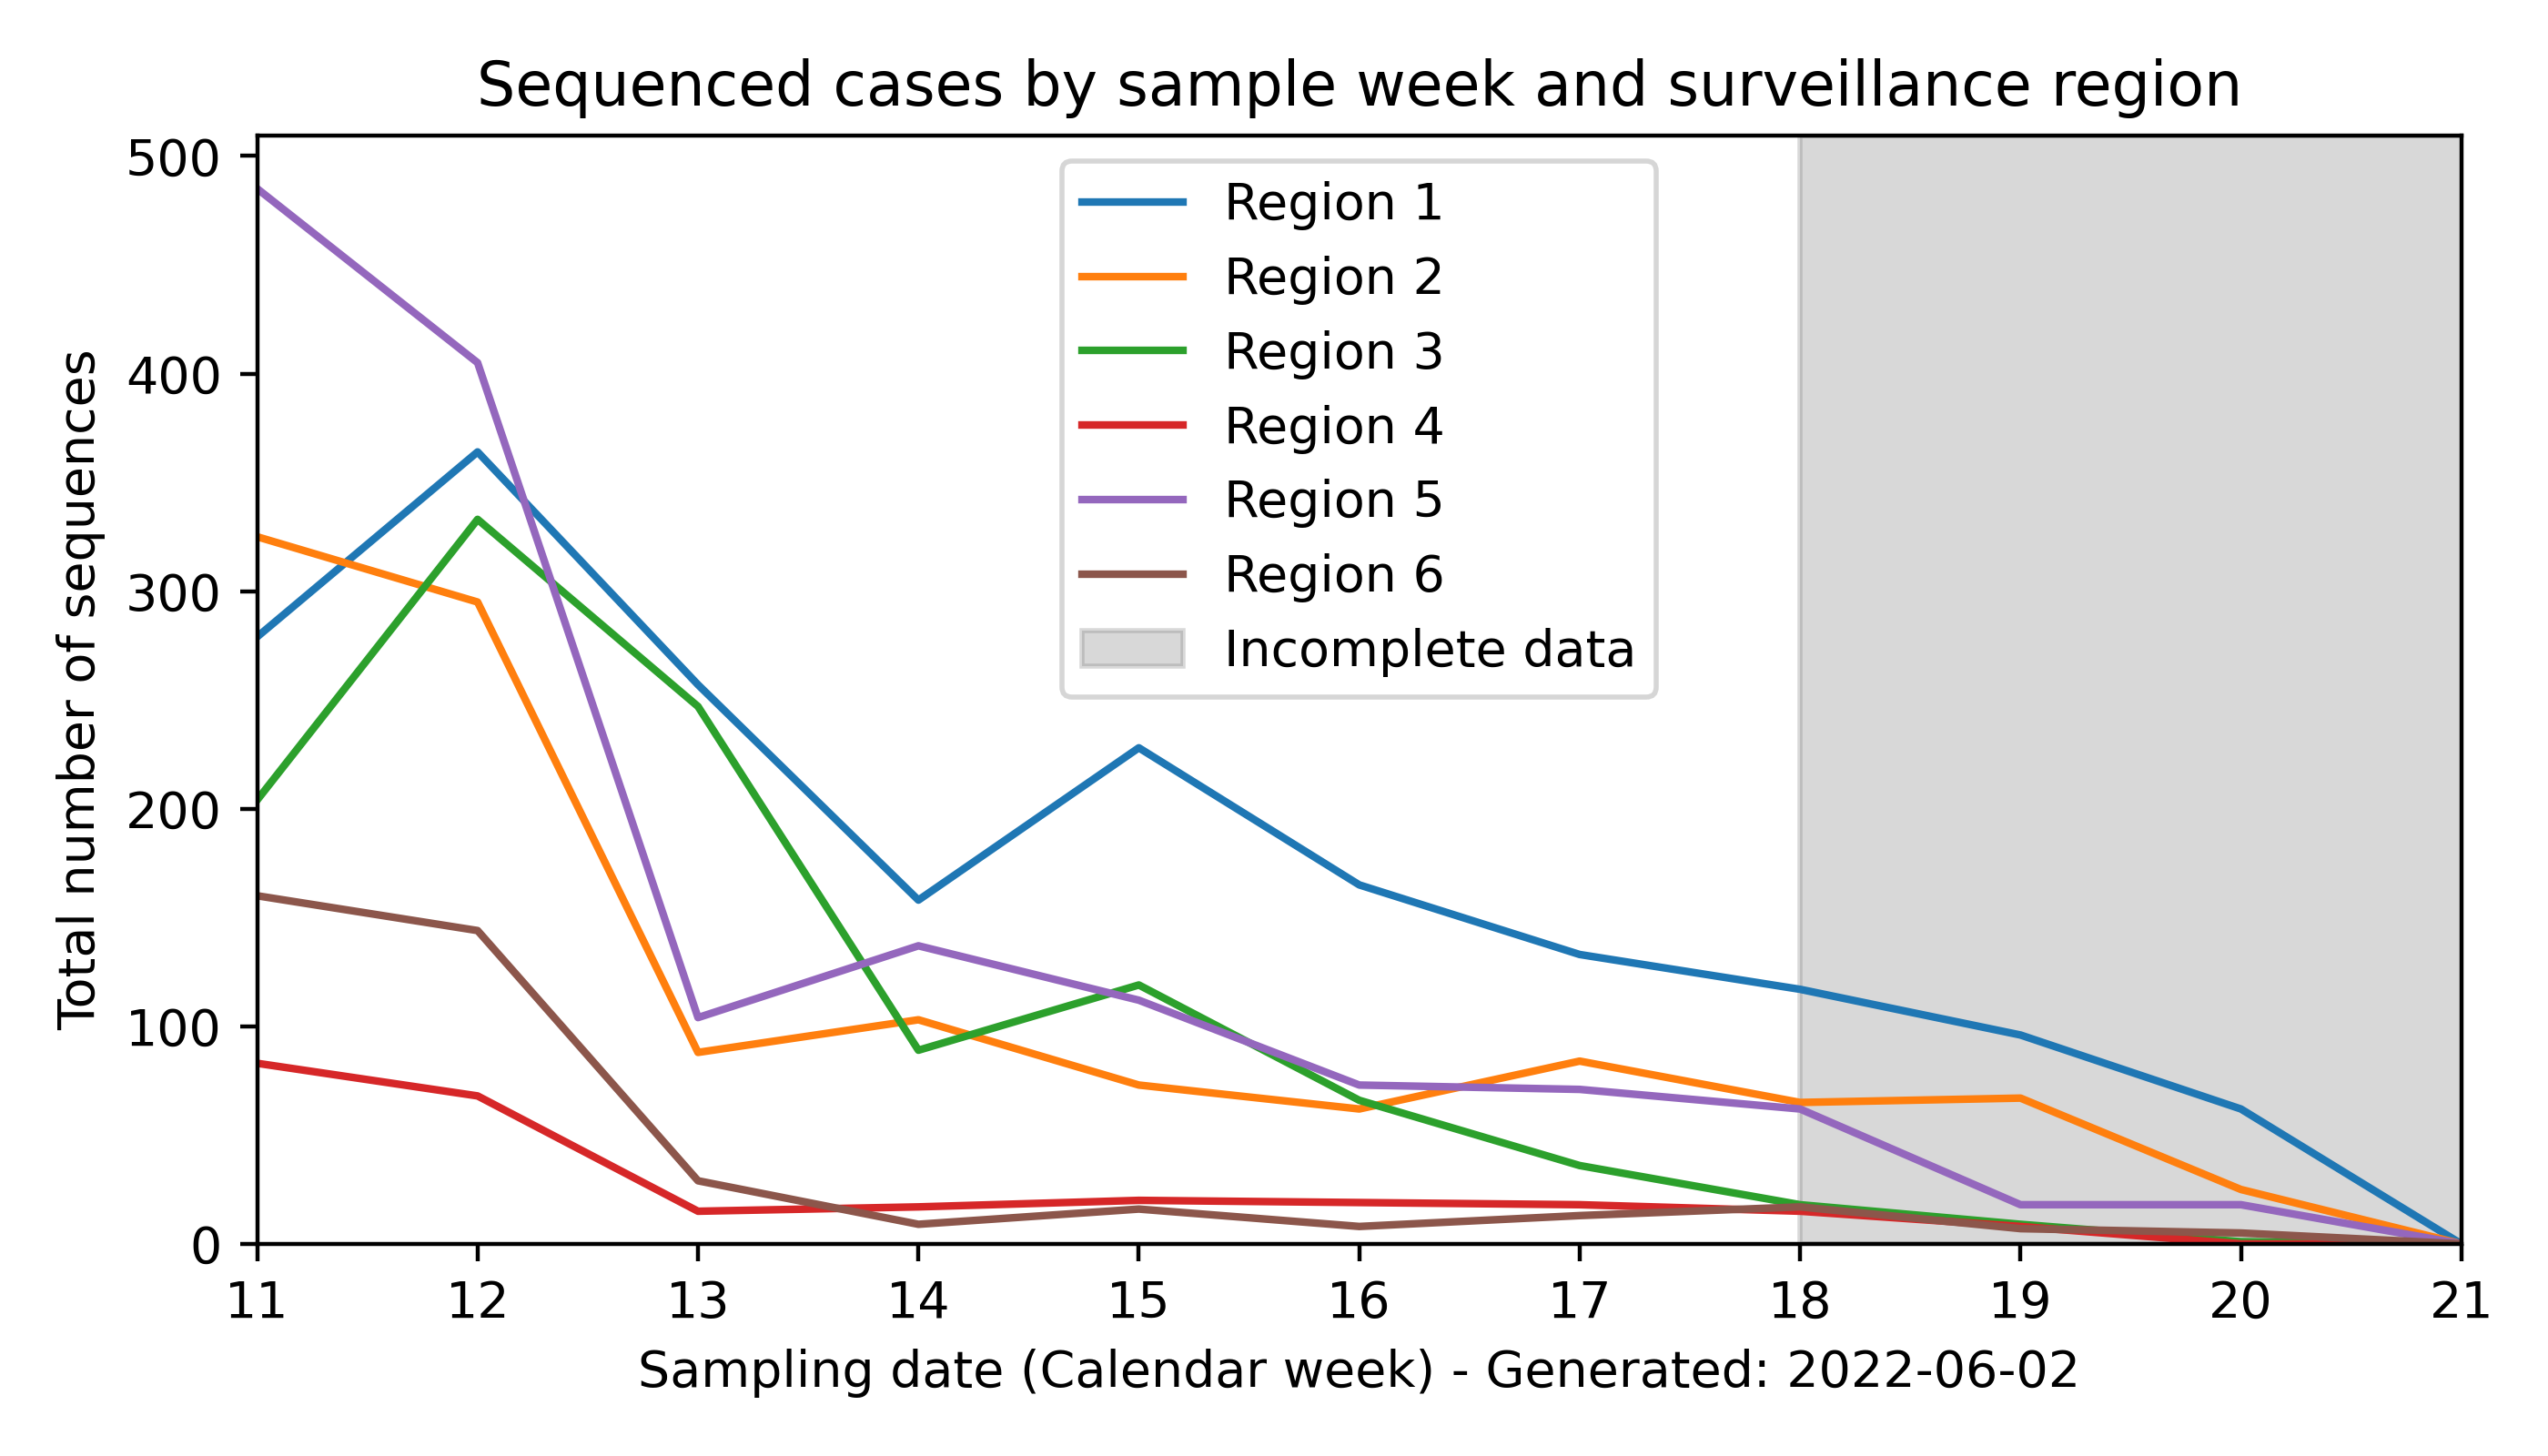 Sequenced cases by sample week and surveillance region
500
400
300
200
100
0
Total number of sequences
Region 1
Region 2
Region 3
Region 4
Region 5
Region 6
Incomplete data
11 12 13 14 15 16 17 18 19 20 21
Sampling date (Calendar week) - Generated: 2022-06-02